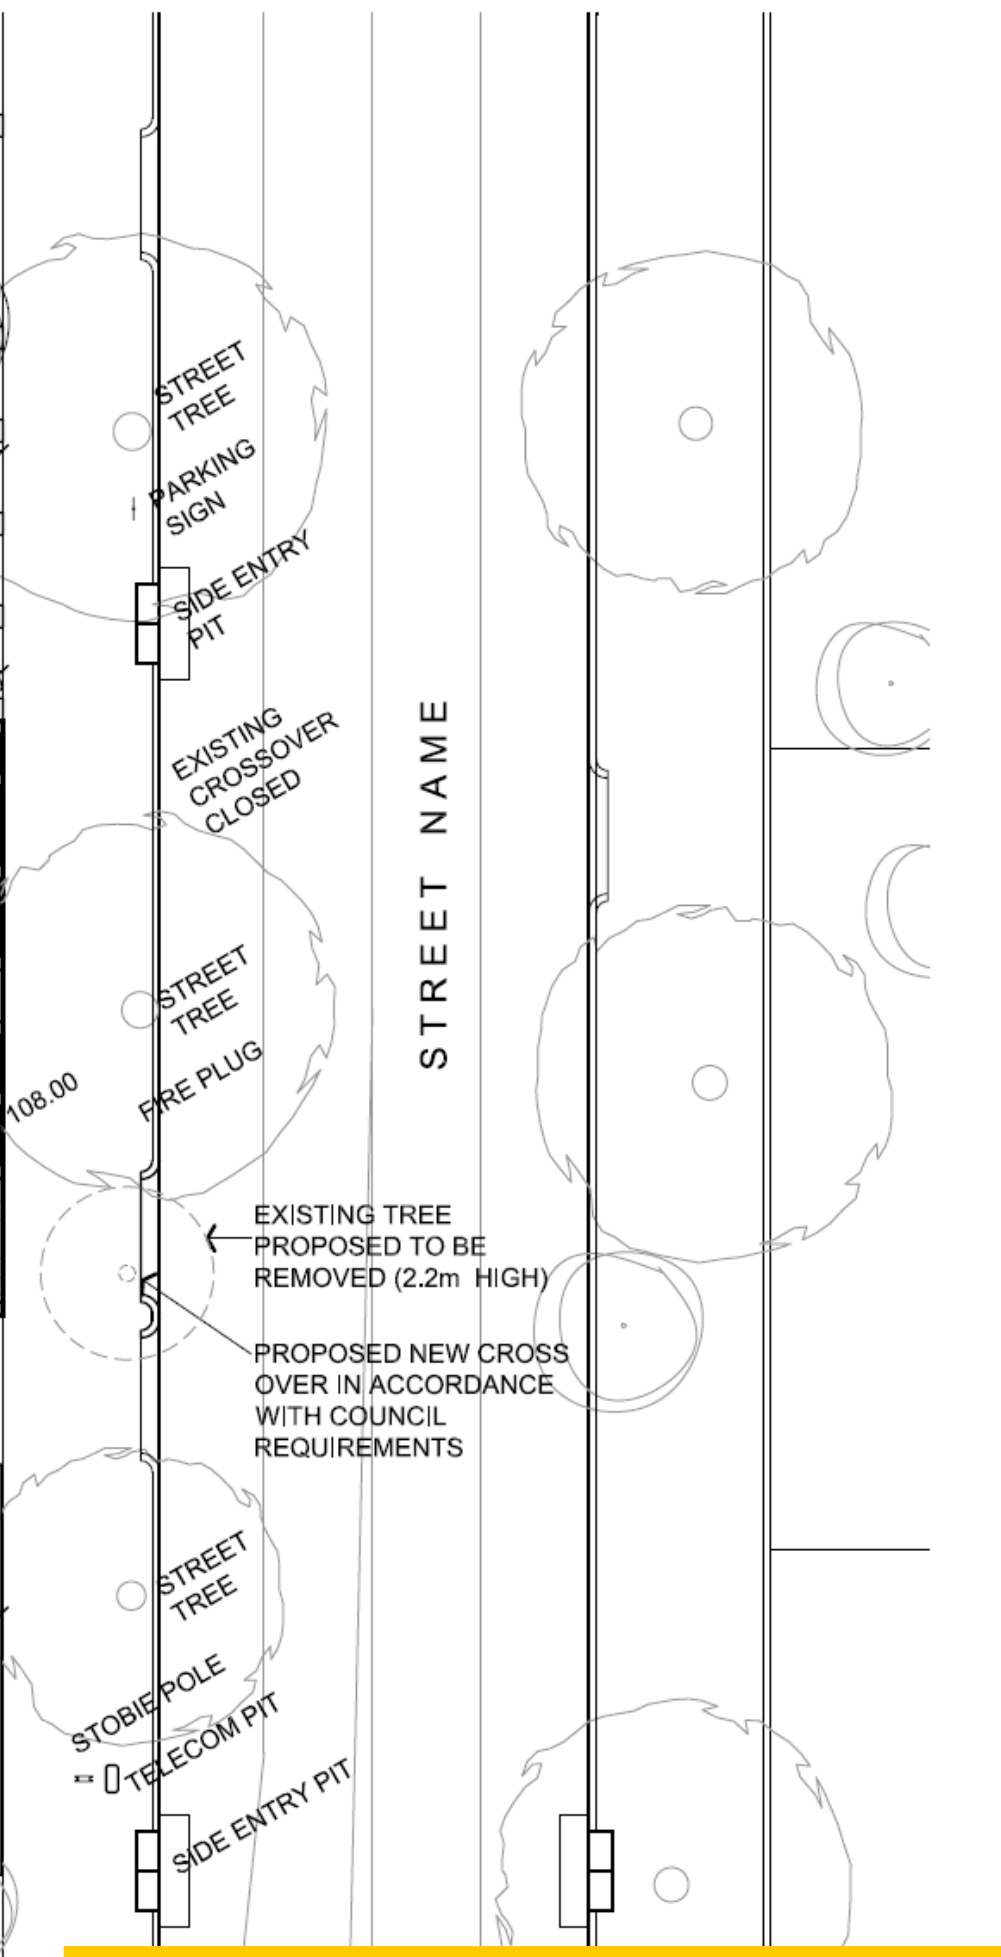 STREET
TREE
PARKING
SIGN
SIDE ENTRY
PIT
EXISTING
CROSSOVER
CLOSED
STREET NAME
STREET
TREE
FIRE PLUG
108.00
EXISTING TREE
PROPOSED TO BE
REMOVED (2.2m HIGH)
PROPOSED NEW CROSS
OVER IN ACCORDANCE
WITH COUNCIL
REQUIREMENTS
STREET
TREE
STOBIE POLE
TELECOM PIT
SIDE ENTRY PIT